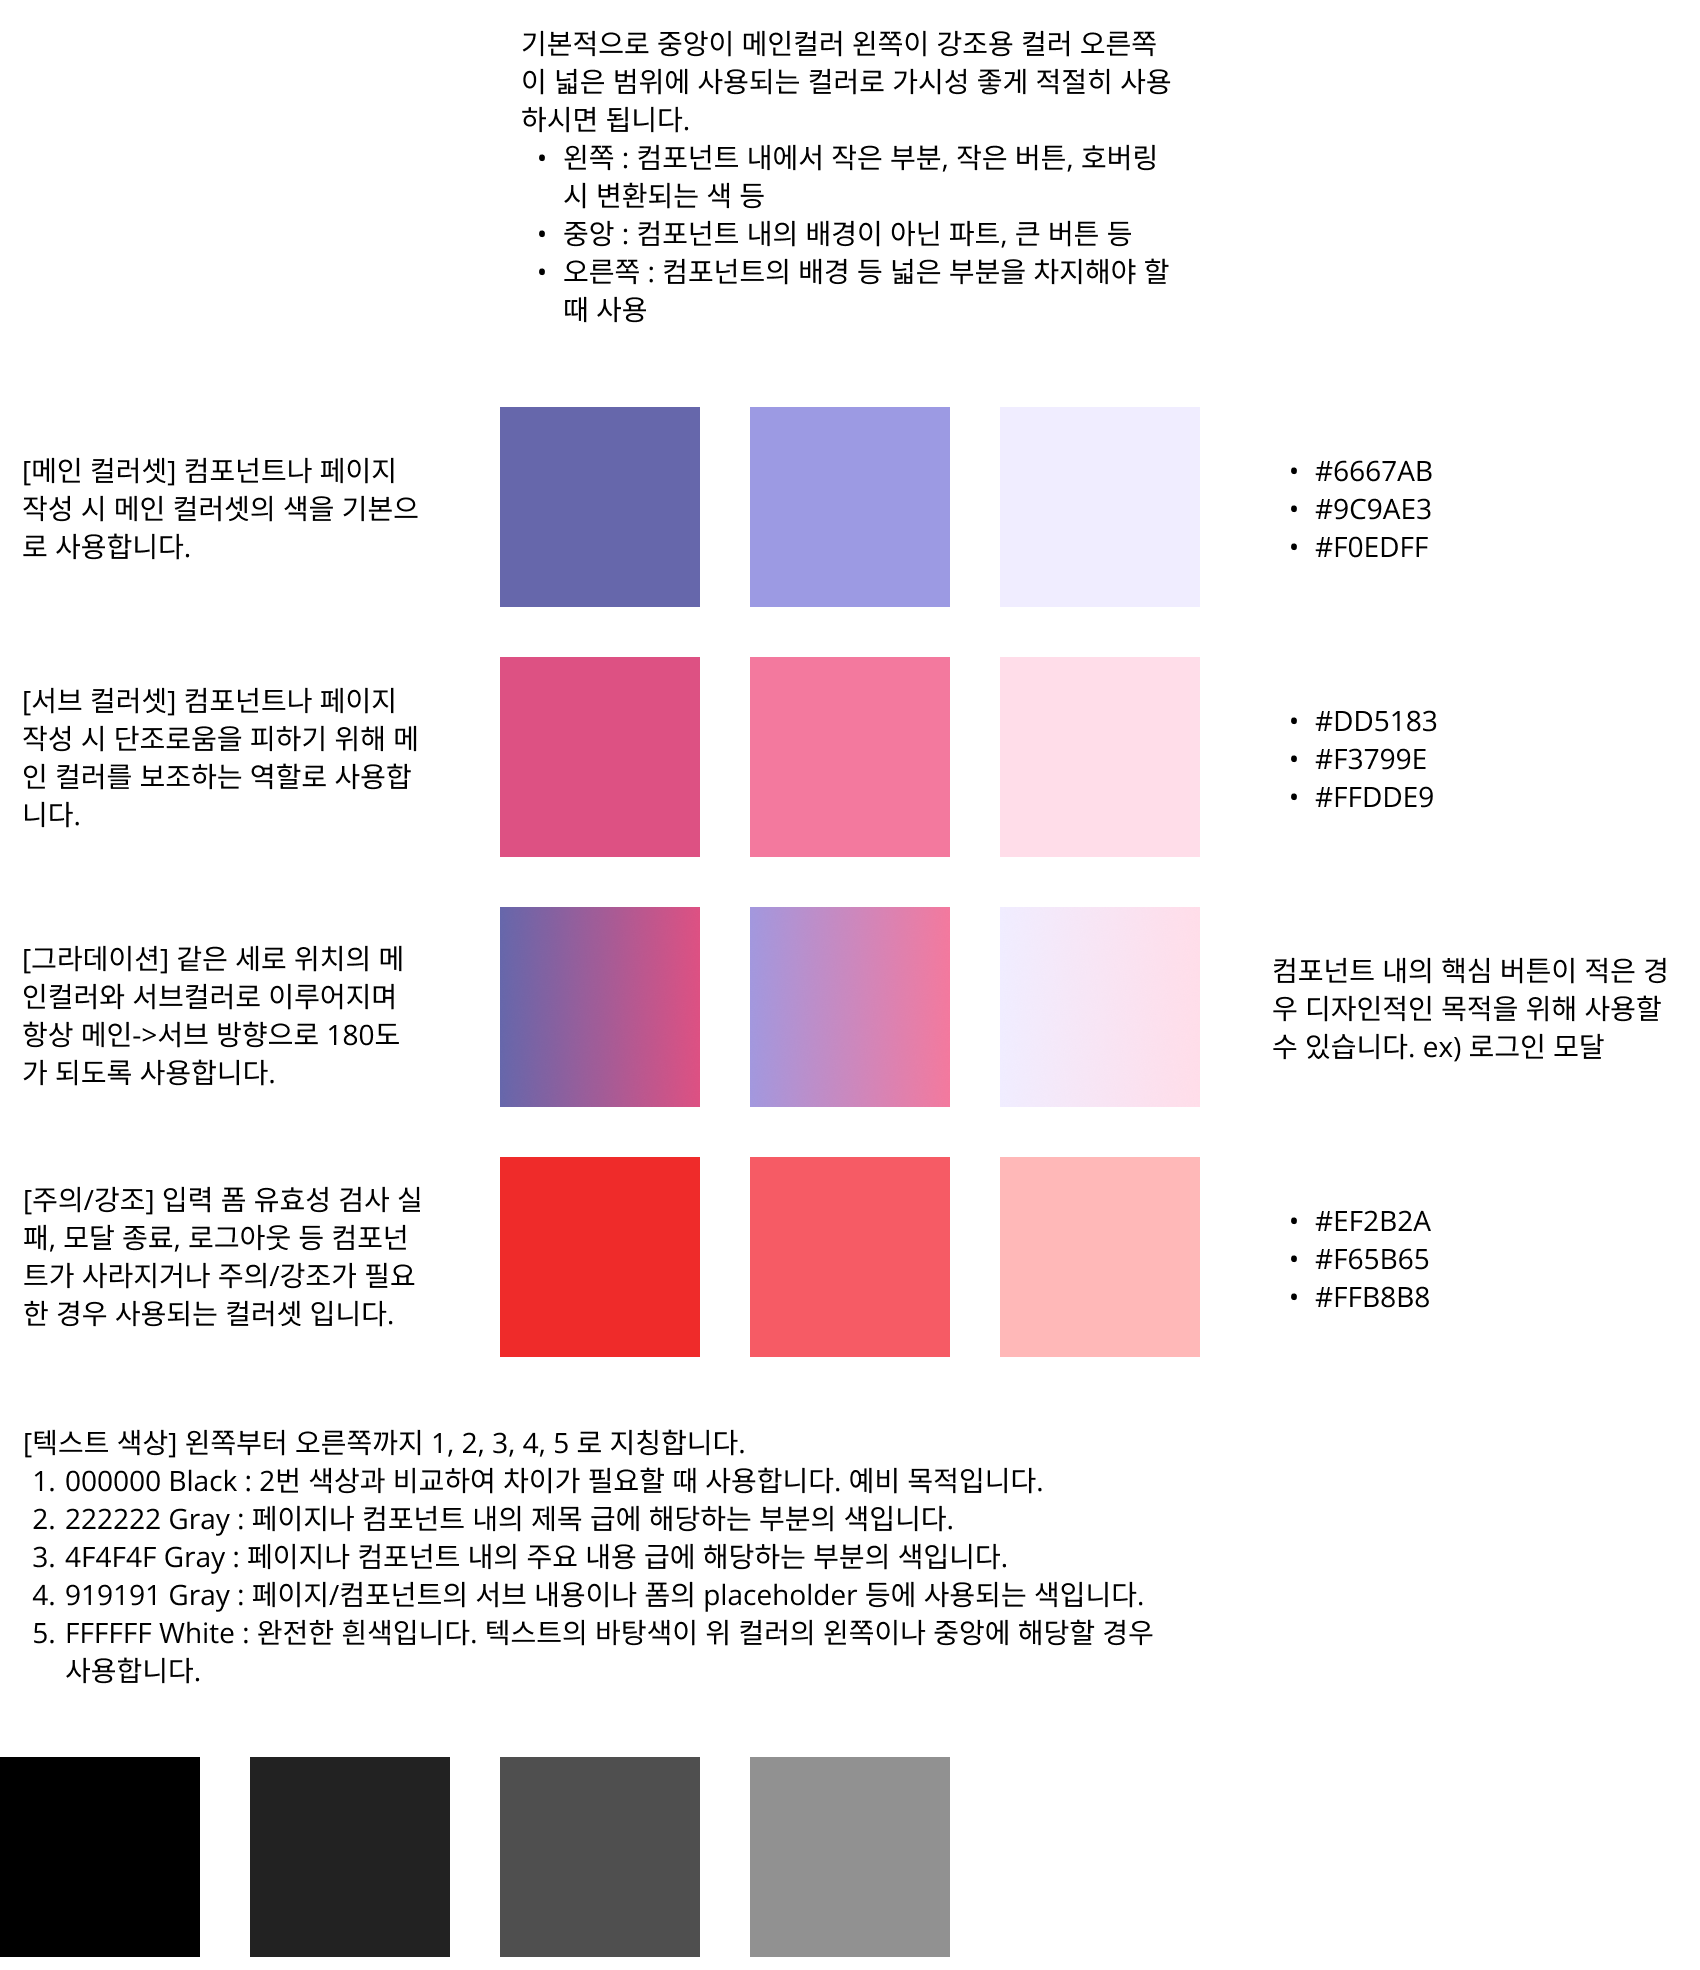 기본적으로 중앙이 메인컬러 왼쪽이 강조용 컬러 오른쪽
이 넓은 범위에 사용되는 컬러로 가시성 좋게 적절히 사용
하시면 됩니다.
• 왼쪽 : 컴포넌트 내에서 작은 부분, 작은 버튼, 호버링
시 변환되는 색 등
• 중앙 : 컴포넌트 내의 배경이 아닌 파트, 큰 버튼 등
• 오른쪽 : 컴포넌트의 배경 등 넓은 부분을 차지해야 할
때 사용
[메인 컬러셋] 컴포넌트나 페이지
작성 시 메인 컬러셋의 색을 기본으
로 사용합니다.
• #6667AB
• #9C9AE3
• #F0EDFF
[서브 컬러셋] 컴포넌트나 페이지
작성 시 단조로움을 피하기 위해 메
인 컬러를 보조하는 역할로 사용합
니다.
• #DD5183
• #F3799E
• #FFDDE9
[그라데이션] 같은 세로 위치의 메
인컬러와 서브컬러로 이루어지며
항상 메인->서브 방향으로 180도
가 되도록 사용합니다.
컴포넌트 내의 핵심 버튼이 적은 경
우 디자인적인 목적을 위해 사용할
수 있습니다. ex) 로그인 모달
[주의/강조] 입력 폼 유효성 검사 실
패, 모달 종료, 로그아웃 등 컴포넌
트가 사라지거나 주의/강조가 필요
한 경우 사용되는 컬러셋 입니다.
• #EF2B2A
• #F65B65
• #FFB8B8
[텍스트 색상] 왼쪽부터 오른쪽까지 1, 2, 3, 4, 5 로 지칭합니다.
1. 000000 Black : 2번 색상과 비교하여 차이가 필요할 때 사용합니다. 예비 목적입니다.
2. 222222 Gray : 페이지나 컴포넌트 내의 제목 급에 해당하는 부분의 색입니다.
3. 4F4F4F Gray : 페이지나 컴포넌트 내의 주요 내용 급에 해당하는 부분의 색입니다.
4. 919191 Gray : 페이지/컴포넌트의 서브 내용이나 폼의 placeholder 등에 사용되는 색입니다.
5. FFFFFF White : 완전한 흰색입니다. 텍스트의 바탕색이 위 컬러의 왼쪽이나 중앙에 해당할 경우
사용합니다.